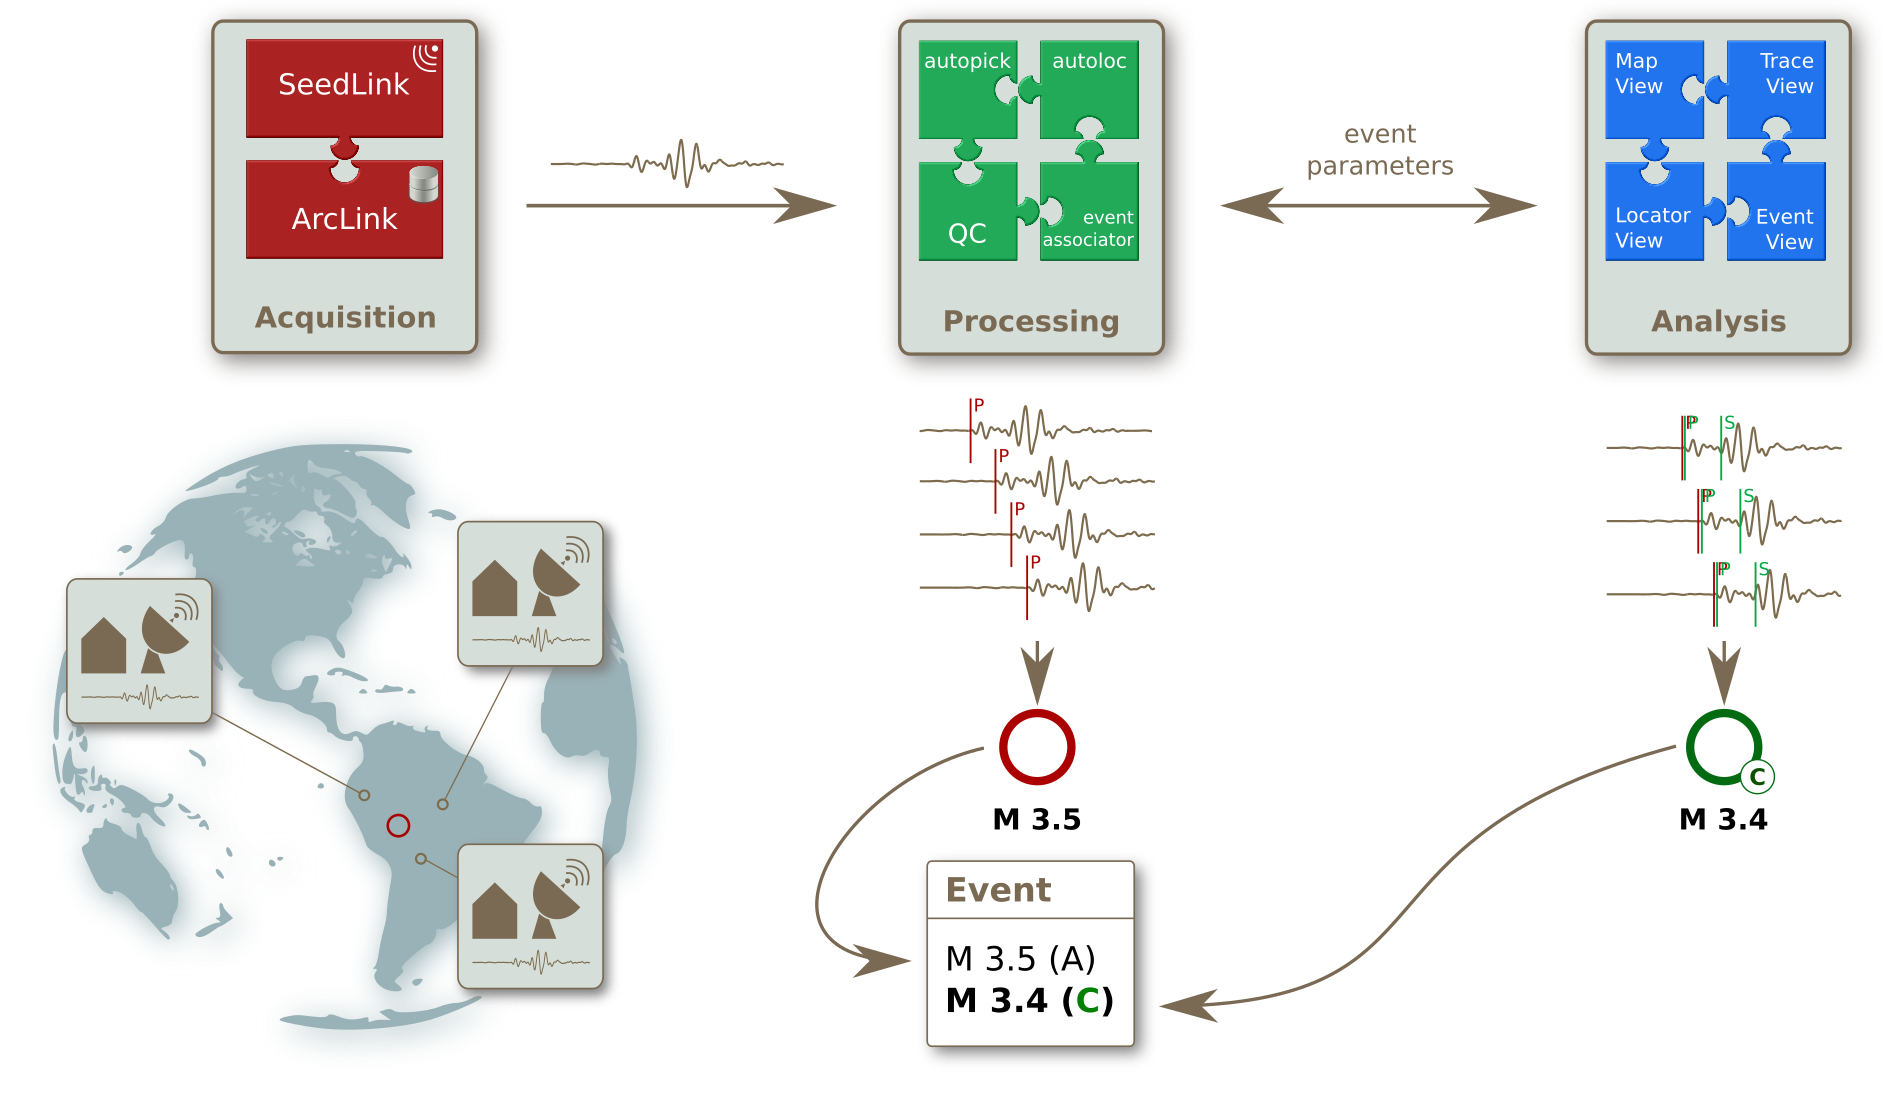 SeedLink
ArcLink
Acquisition
autopick
autoloc
QC
event
associator
Processing
event
parameters
Map
View
Trace
View
Locator
View
Event
View
Analysis
P
P
P
P
M 3.5
P P S
P P S
P P S
C
M 3.4
Event
M 3.5 (A)
M 3.4 (C)